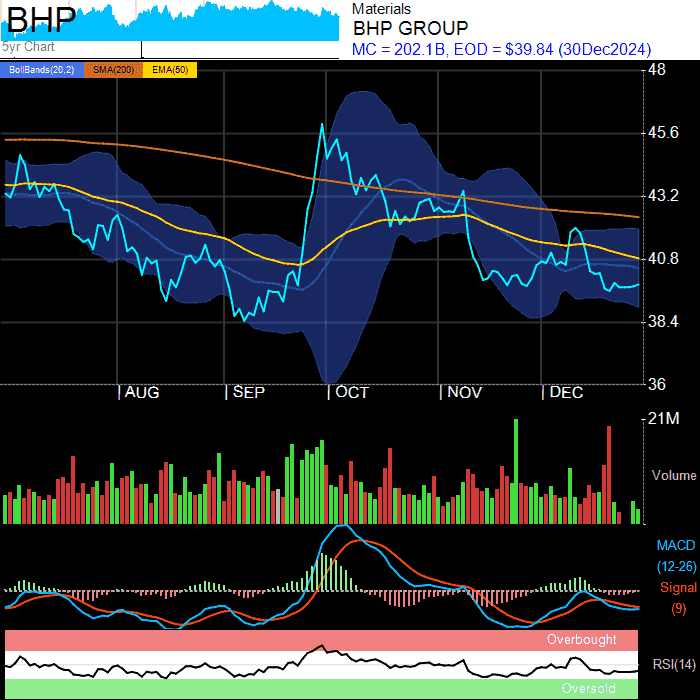 BHP
5yr Chart
Materials
BHP GROUP
MC = 202.1B, EOD = $39.84 (30Dec2024)
BollBands(20,2) SMA(200) EMA(50)
48
45.6
43.2
40.8
38.4
36
AUG SEP OCT NOV DEC
21M
Volume
MACD
(12-26)
Signal
(9)
Overbought
RSI(14)
Oversold